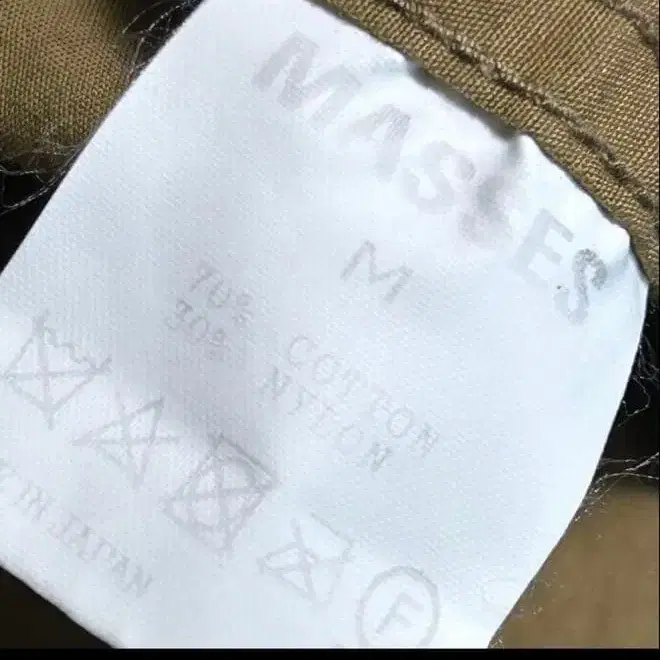 MASSES
M
70% COTTON
30% NYLON
F
IN JAPAN